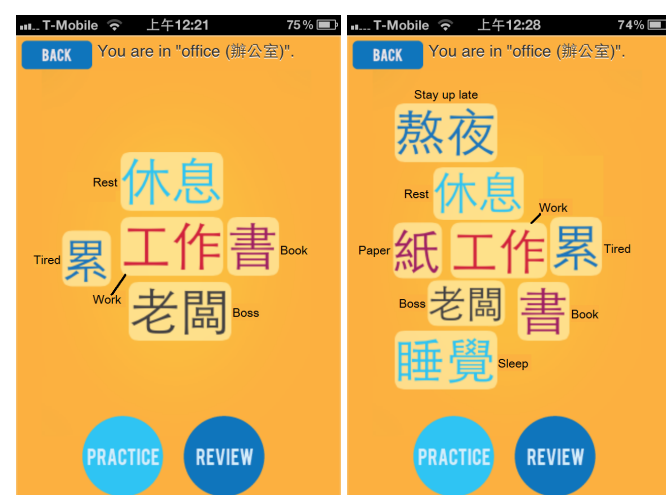 T-Mobile 上午12:21 75%
BACK You are in "office (辦公室)".
Rest 休息
Tired 累 工作 書 Book
Work
老闆 Boss
PRACTICE REVIEW
T-Mobile 上午12:28 74%
BACK You are in "office (辦公室)".
Stay up late
熬夜
Rest 休息
Work
Paper 紙 工作 累 Tired
Boss 老闆 書 Book
睡覺 Sleep
PRACTICE REVIEW